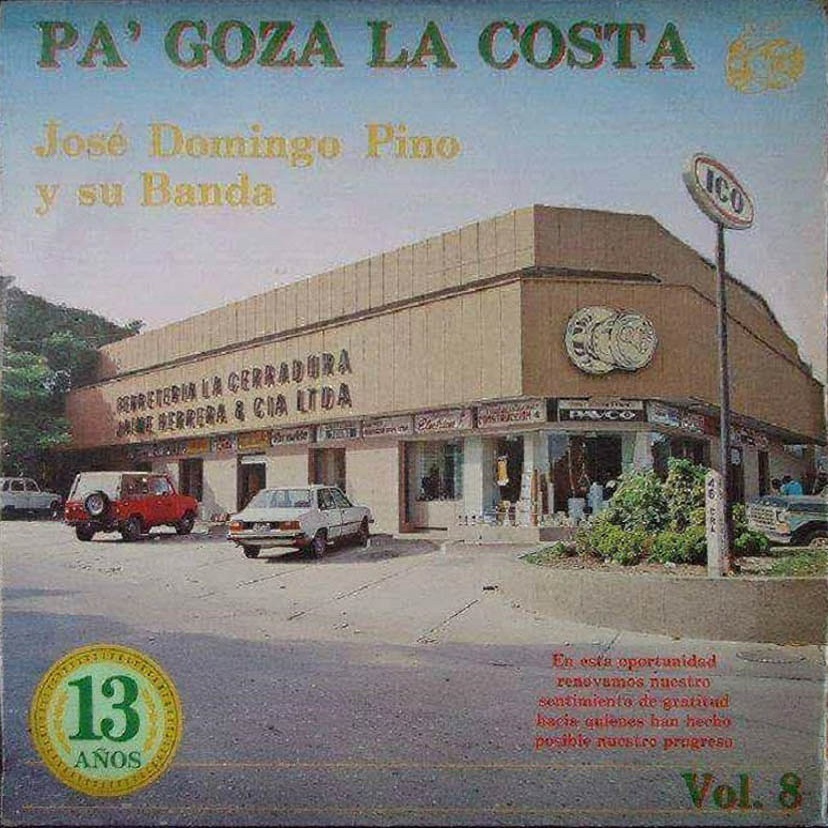 PA' GOZA LA COSTA
José Domingo Pino
y su Banda
ICO
FERRETERIA LA CERRADURA
JAIME HERRERA & CIA LTDA
PAVCO
13
AÑOS
En esta oportunidad
renovamos nuestro
sentimiento de gratitud
hacia quienes han hecho
posible nuestro progreso
Vol. 8